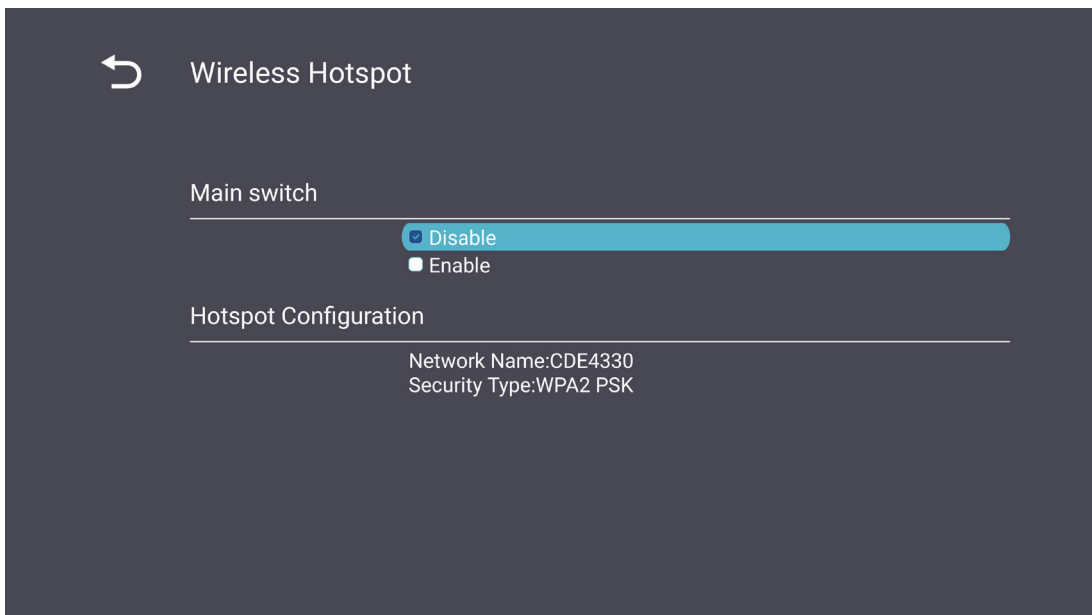 Wireless Hotspot
Main switch
Disable
Enable
Hotspot Configuration
Network Name:CDE4330
Security Type:WPA2 PSK